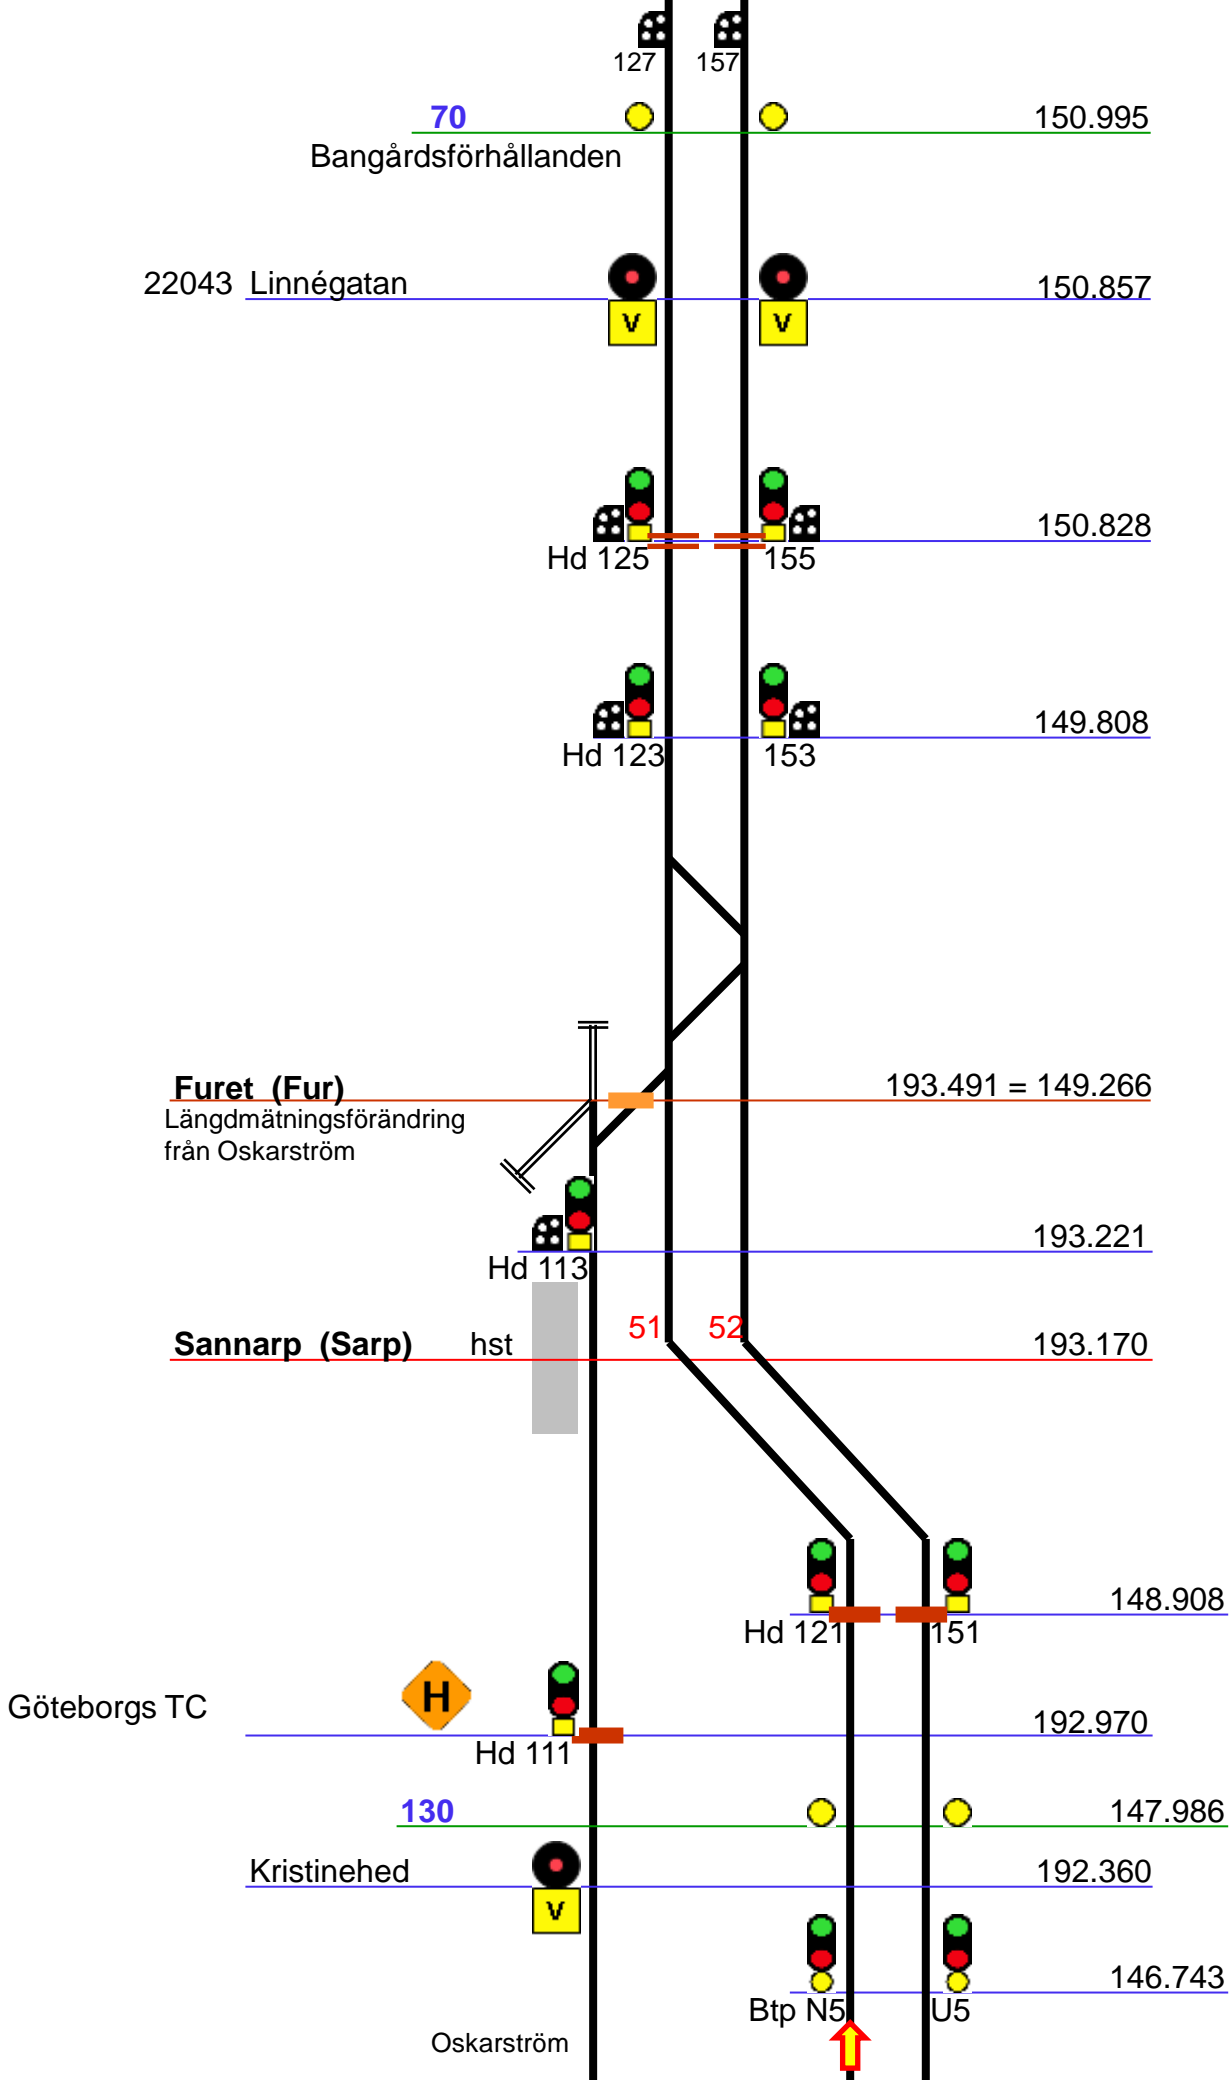 127 157
70 150.995
Bangårdsförhållanden
22043 Linnégatan 150.857
V V
150.828
Hd 125 155
149.808
Hd 123 153
Furet (Fur) 193.491 = 149.266
Längdmätningsförändring
från Oskarström
193.221
Hd 113
51 52
Sannarp (Sarp) hst 193.170
148.908
Hd 121 151
Göteborgs TC H 192.970
Hd 111
130 147.986
Kristinehed 192.360
V
146.743
Btp N5 U5
Oskarström